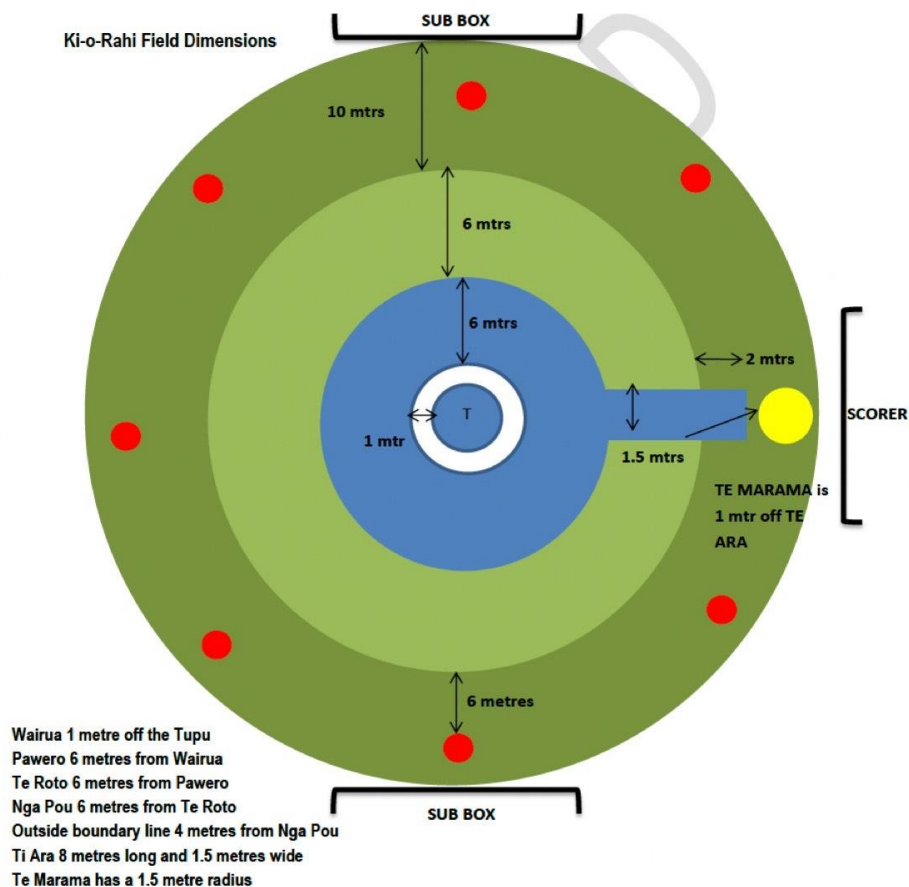 SUB BOX
Ki-o-Rahi Field Dimensions
10 mtrs
6 mtrs
6 mtrs
2 mtrs
T
1 mtr
1.5 mtrs
SCORER
TE MARAMA is
1 mtr off TE
ARA
6 metres
Wairua 1 metre off the Tupu
Pawero 6 metres from Wairua
Te Roto 6 metres from Pawero
Nga Pou 6 metres from Te Roto
Outside boundary line 4 metres from Nga Pou
Ti Ara 8 metres long and 1.5 metres wide
Te Marama has a 1.5 metre radius
SUB BOX